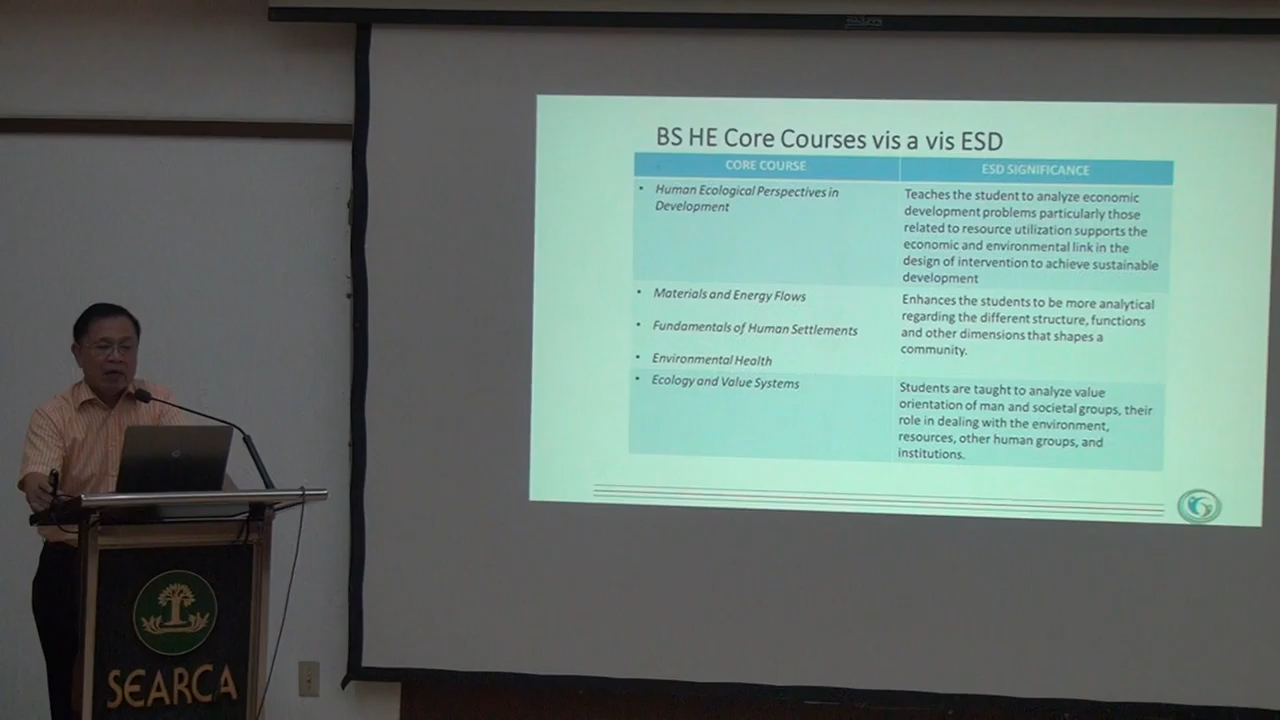 BS HE Core Courses vis a vis ESD
CORE COURSE
ESD SIGNIFICANCE
• Human Ecological Perspectives in
Development
Teaches the student to analyze economic
development problems particularly those
related to resource utilization supports the
economic and environmental link in the
design of intervention to achieve sustainable
development
• Materials and Energy Flows
• Fundamentals of Human Settlements
• Environmental Health
Enhances the students to be more analytical
regarding the different structure, functions
and other dimensions that shapes a
community.
• Ecology and Value Systems
Students are taught to analyze value
orientation of man and societal groups, their
role in dealing with the environment,
resources, other human groups, and
institutions.
SEARCA